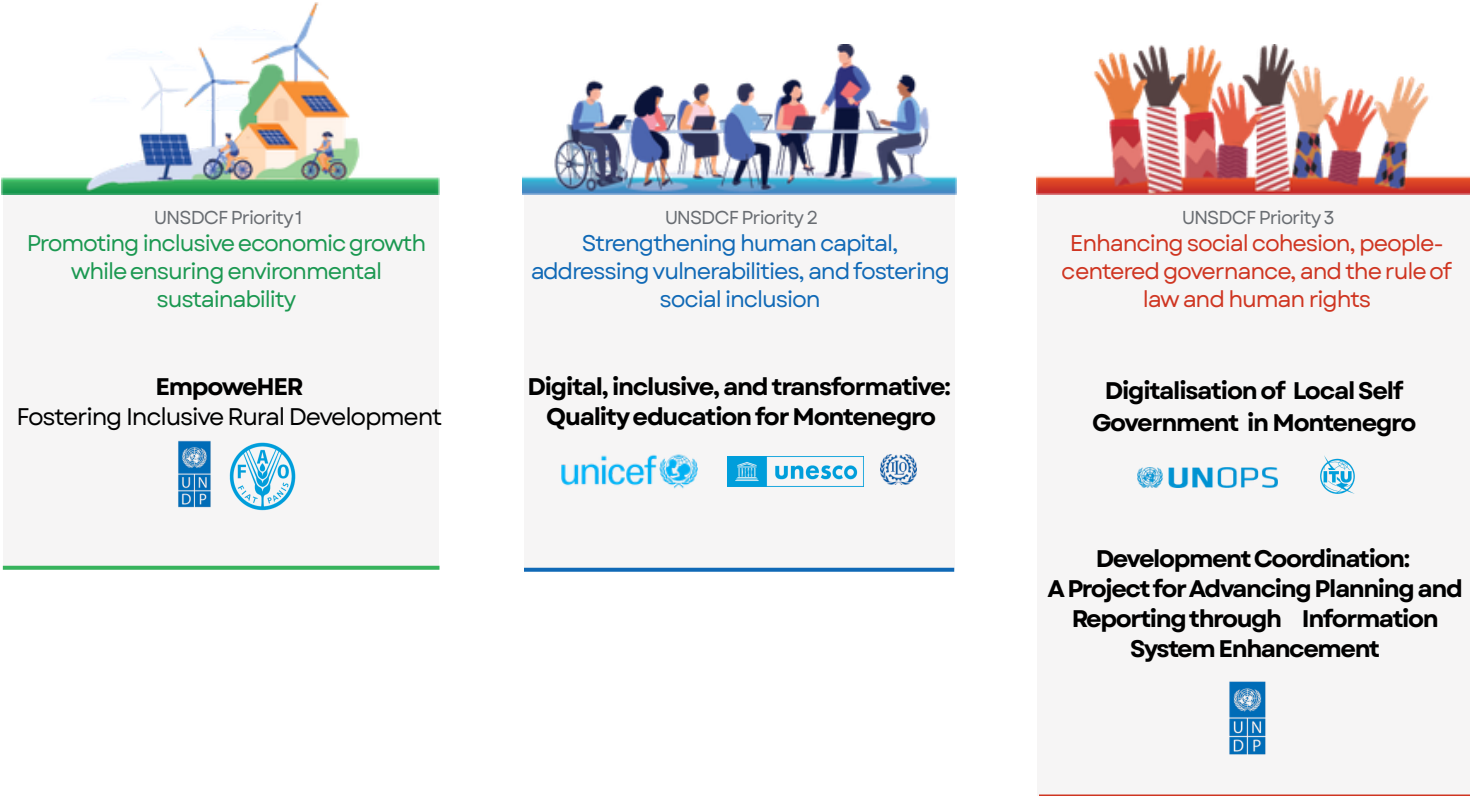 UNSDCF Priority 1
Promoting inclusive economic growth
while ensuring environmental
sustainability
EmpoweHER
Fostering Inclusive Rural Development
U N
D P
F A O
FIAT PANIS
UNSDCF Priority 2
Strengthening human capital,
addressing vulnerabilities, and fostering
social inclusion
Digital, inclusive, and transformative:
Quality education for Montenegro
unicef
unesco
ILO
UNSDCF Priority 3
Enhancing social cohesion, people-
centered governance, and the rule of
law and human rights
Digitalisation of Local Self
Government in Montenegro
UNOPS
ITU
Development Coordination:
A Project for Advancing Planning and
Reporting through Information
System Enhancement
U N
D P